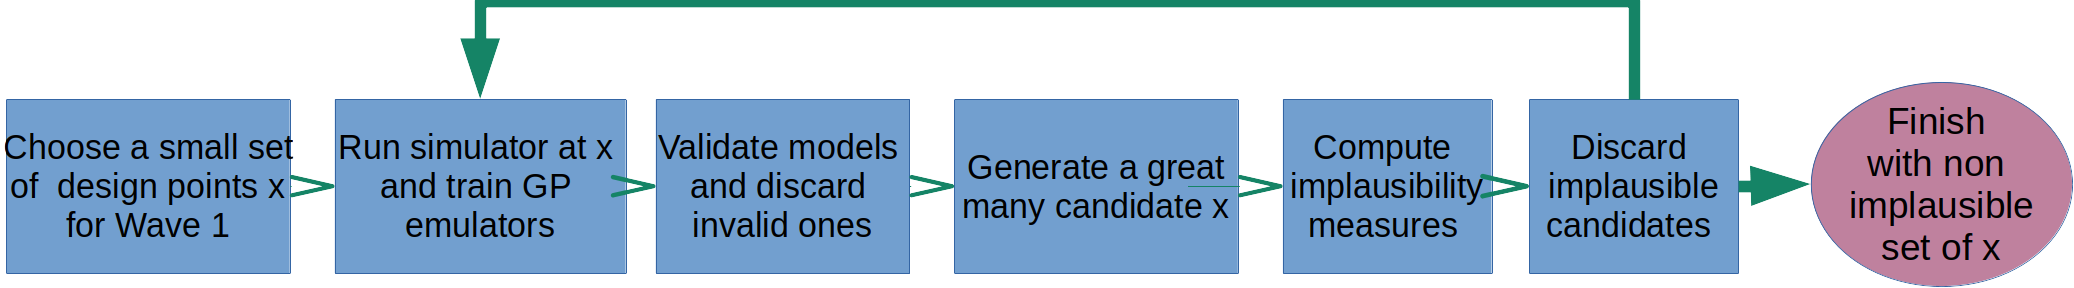 Choose a small set
of  design points x
for Wave 1
Run simulator at x
and train GP
emulators
Validate models
and discard
invalid ones
Generate a great
many candidate x
Compute
implausibility
measures
Discard
implausible
candidates
Finish
with non
implausible
set of x